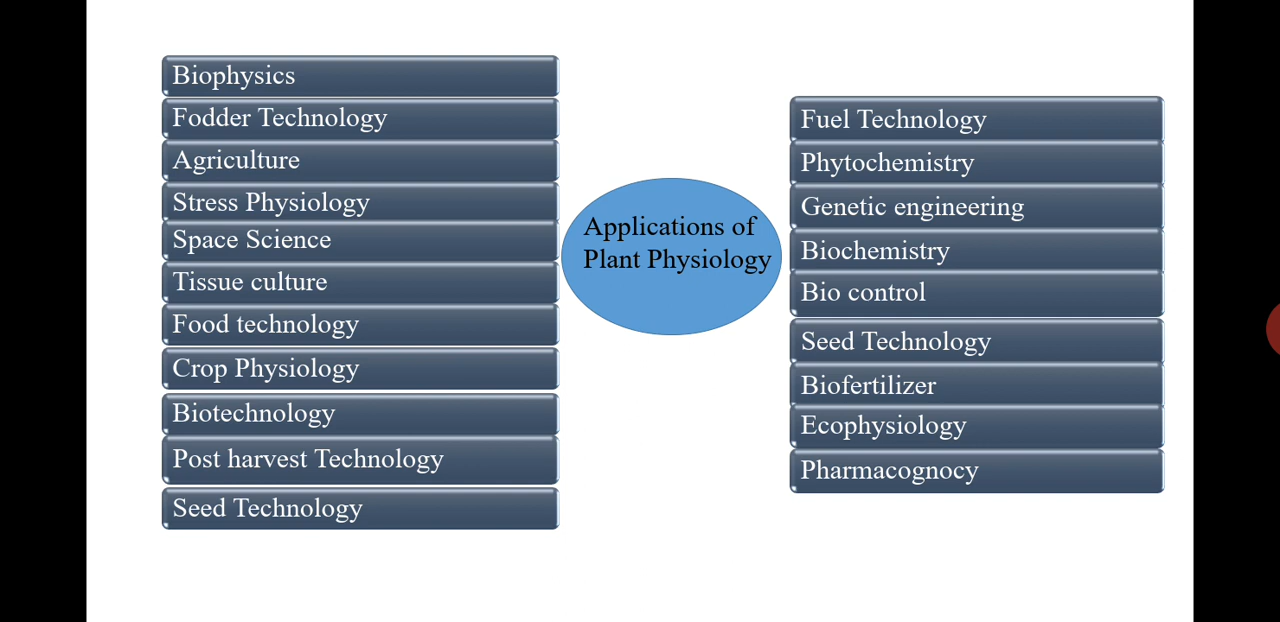 Biophysics
Fodder Technology
Agriculture
Stress Physiology
Space Science
Tissue culture
Food technology
Crop Physiology
Biotechnology
Post harvest Technology
Seed Technology
Applications of
Plant Physiology
Fuel Technology
Phytochemistry
Genetic engineering
Biochemistry
Bio control
Seed Technology
Biofertilizer
Ecophysiology
Pharmacognocy